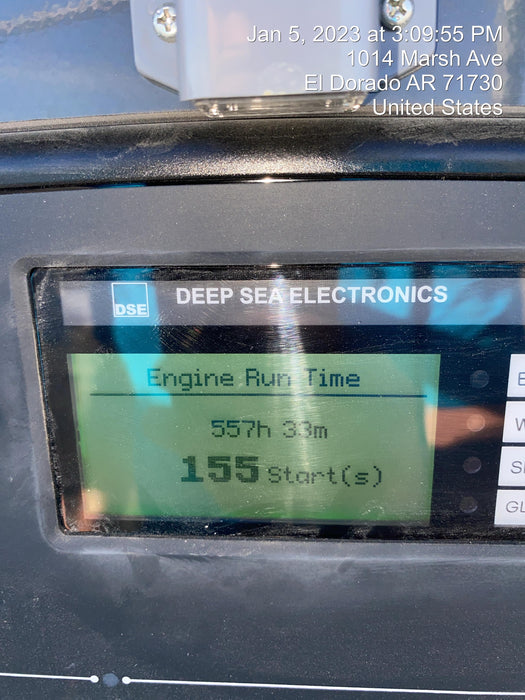 Jan 5, 2023 at 3:09:55 PM
1014 Marsh Ave
El Dorado AR 71730
United States
DSE DEEP SEA ELECTRONICS
Engine Run Time
557h 33m
155 Start(s)